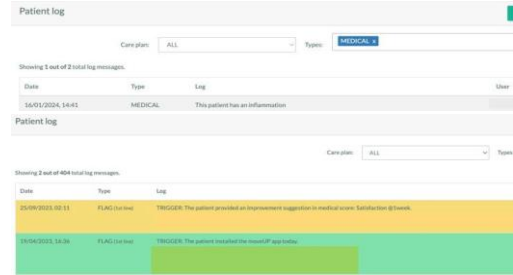 Patient log
Care plan: ALL Types: MEDICAL x
Showing 1 out of 2 total log messages.
Date Type Log User
16/01/2024, 14:41 MEDICAL This patient has an inflammation
Patient log
Care plan: ALL Types
Showing 2 out of 404 total log messages.
Date Type Log
25/09/2023, 02:11 FLAG (1st line) TRIGGER: The patient provided an improvement suggestion in medical score: Satisfaction @1week.
19/04/2023, 16:36 FLAG (1st line) TRIGGER: The patient installed the moveUP app today.